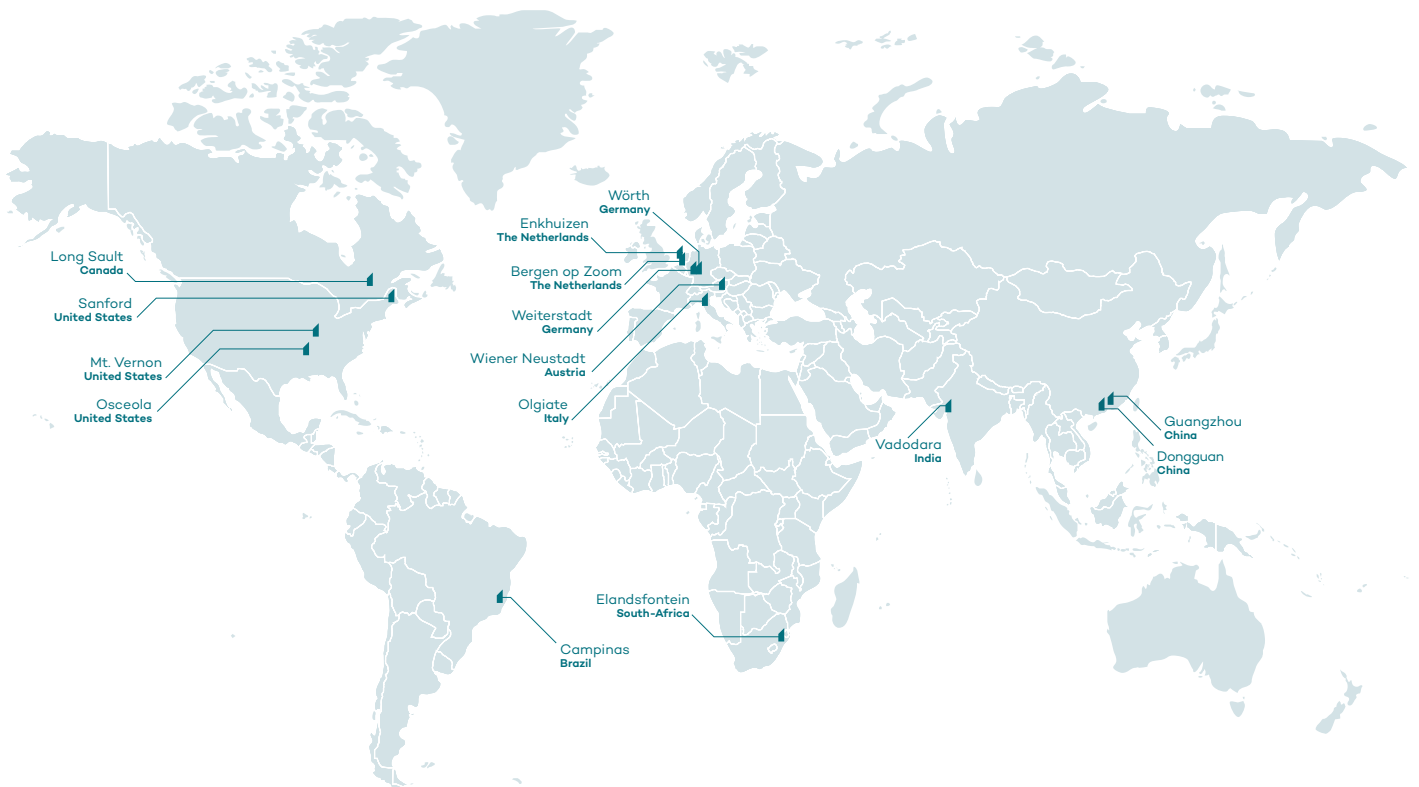 Wörth
Germany
Enkhuizen
The Netherlands
Long Sault
Canada
Bergen op Zoom
The Netherlands
Sanford
United States
Weiterstadt
Germany
Mt. Vernon
United States
Wiener Neustadt
Austria
Osceola
United States
Olgiate
Italy
Guangzhou
China
Vadodara
India
Dongguan
China
Elandsfontein
South-Africa
Campinas
Brazil